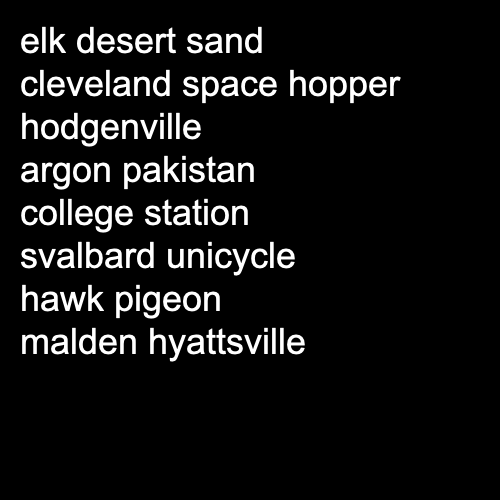 elk desert sand
cleveland space hopper
hodgenville
argon pakistan
college station
svalbard unicycle
hawk pigeon
malden hyattsville